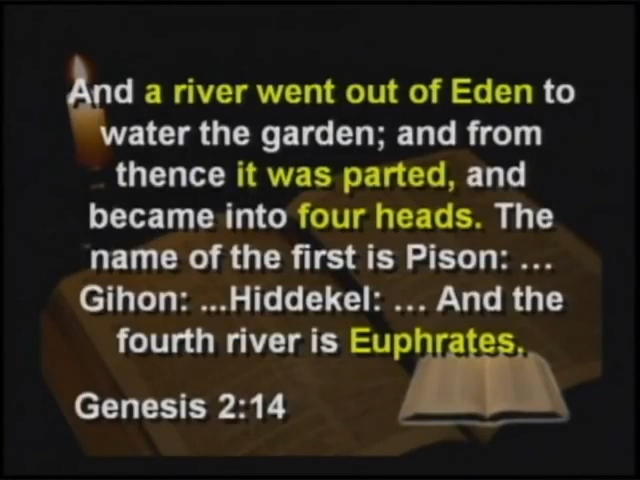 And a river went out of Eden to
water the garden; and from
thence it was parted, and
became into four heads. The
name of the first is Pison: ...
Gihon: ...Hiddekel: ... And the
fourth river is Euphrates.
Genesis 2:14